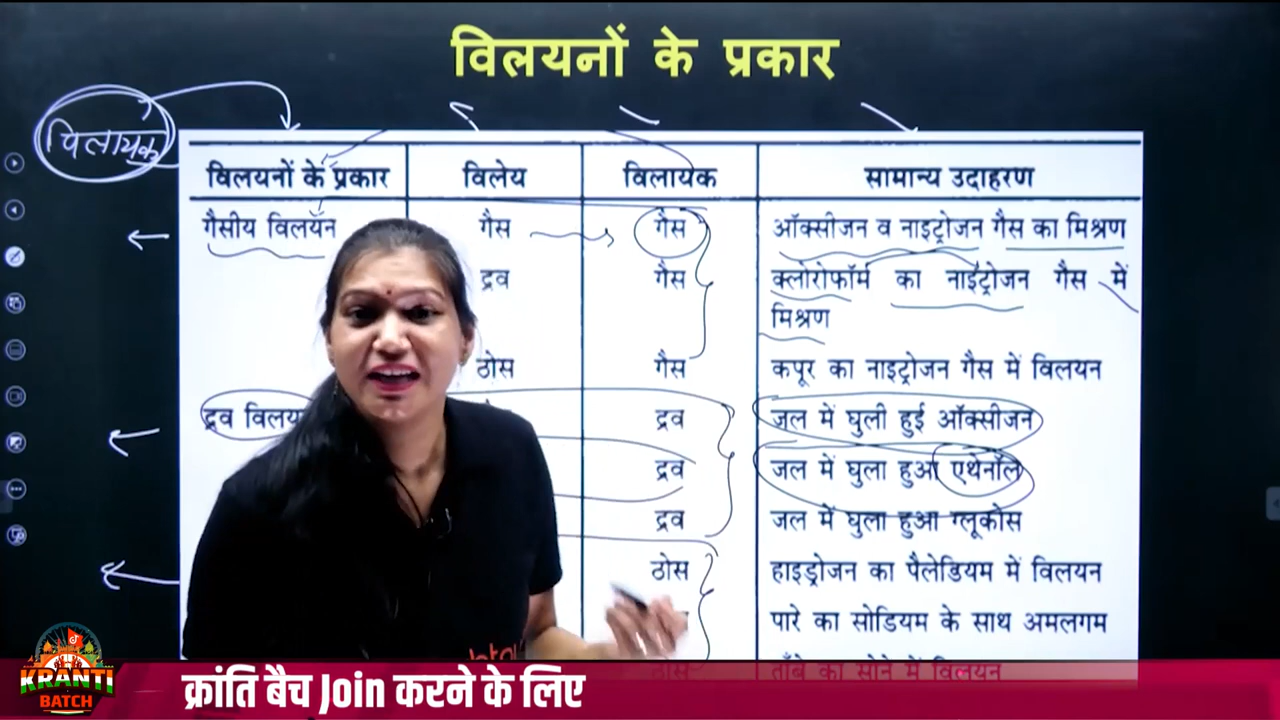 विलयनों के प्रकार
विलायक
विलयनों के प्रकार विलेय विलायक सामान्य उदाहरण
गैसीय विलयन गैस गैस ऑक्सीजन व नाइट्रोजन गैस का मिश्रण
द्रव गैस क्लोरोफॉर्म का नाइट्रोजन गैस में
मिश्रण
ठोस गैस कपूर का नाइट्रोजन गैस में विलयन
द्रव द्रव जल में घुली हुई ऑक्सीजन
द्रव जल में घुला हुआ एथेनॉल
द्रव जल में घुला हुआ ग्लूकोस
ठोस हाइड्रोजन का पैलेडियम में विलयन
पारे का सोडियम के साथ अमलगम
ठोस ताँबे का सोने में विलयन
KRANTI
BATCH
क्रांति बैच Join करने के लिए